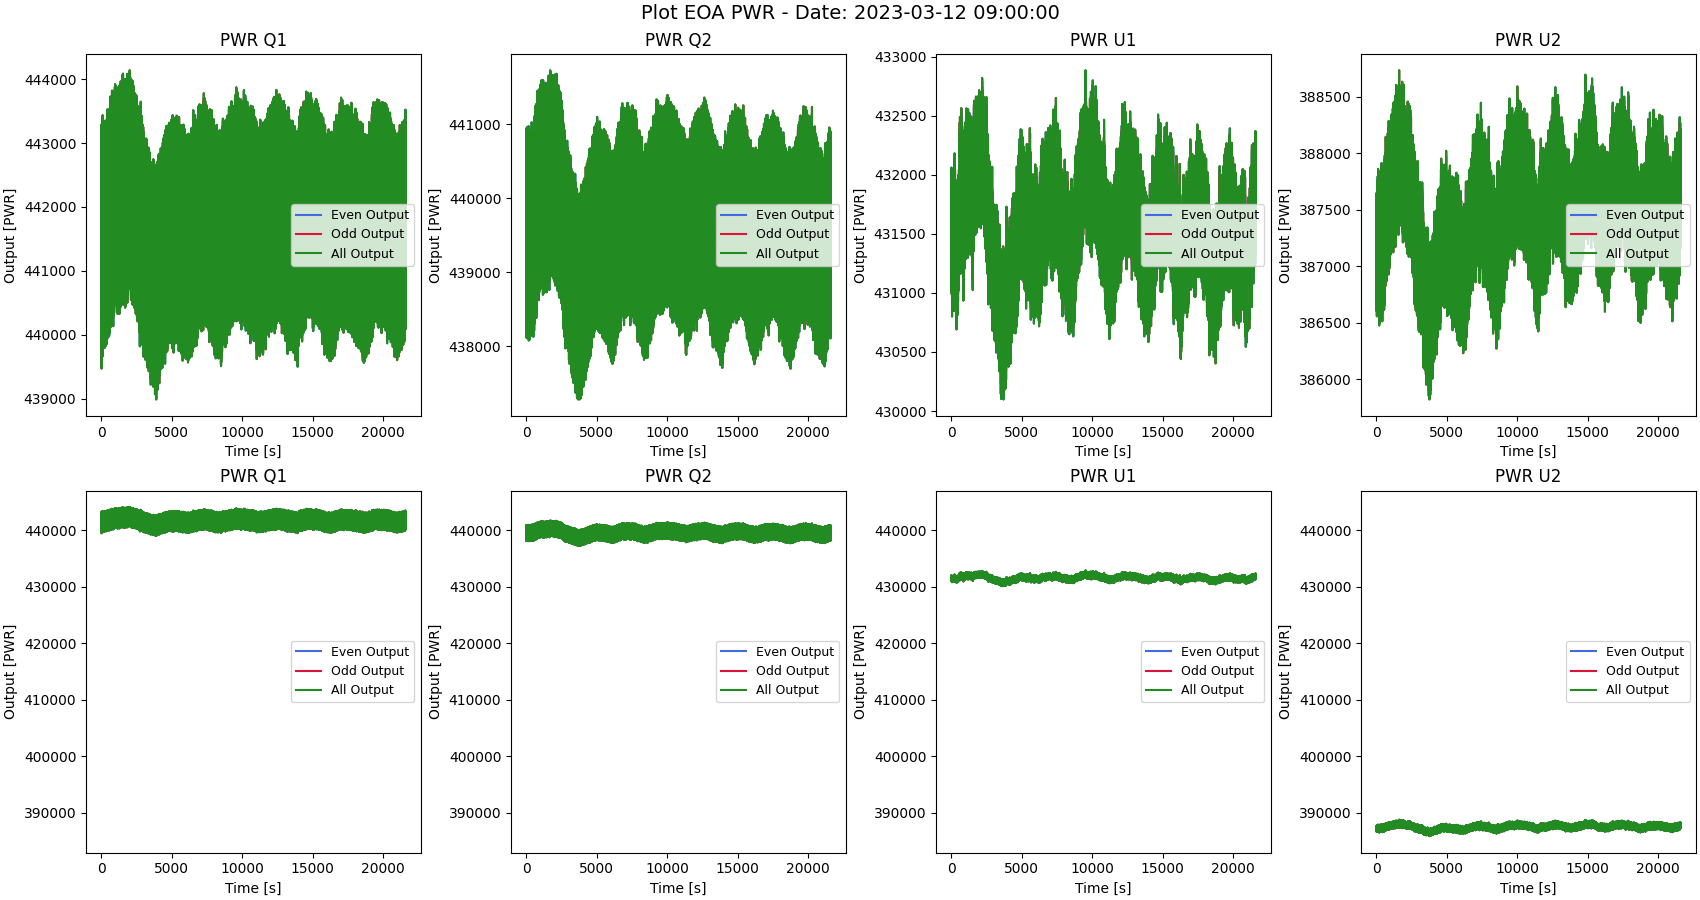 Plot EOA PWR - Date: 2023-03-12 09:00:00
PWR Q1
Output [PWR]
444000
443000
442000
441000
440000
439000
Even Output
Odd Output
All Output
0 5000 10000 15000 20000
Time [s]
PWR Q2
Output [PWR]
441000
440000
439000
438000
Even Output
Odd Output
All Output
0 5000 10000 15000 20000
Time [s]
PWR U1
Output [PWR]
433000
432500
432000
431500
431000
430500
430000
Even Output
Odd Output
All Output
0 5000 10000 15000 20000
Time [s]
PWR U2
Output [PWR]
388500
388000
387500
387000
386500
386000
Even Output
Odd Output
All Output
0 5000 10000 15000 20000
Time [s]
PWR Q1
Output [PWR]
440000
430000
420000
410000
400000
390000
Even Output
Odd Output
All Output
0 5000 10000 15000 20000
Time [s]
PWR Q2
Output [PWR]
440000
430000
420000
410000
400000
390000
Even Output
Odd Output
All Output
0 5000 10000 15000 20000
Time [s]
PWR U1
Output [PWR]
440000
430000
420000
410000
400000
390000
Even Output
Odd Output
All Output
0 5000 10000 15000 20000
Time [s]
PWR U2
Output [PWR]
440000
430000
420000
410000
400000
390000
Even Output
Odd Output
All Output
0 5000 10000 15000 20000
Time [s]